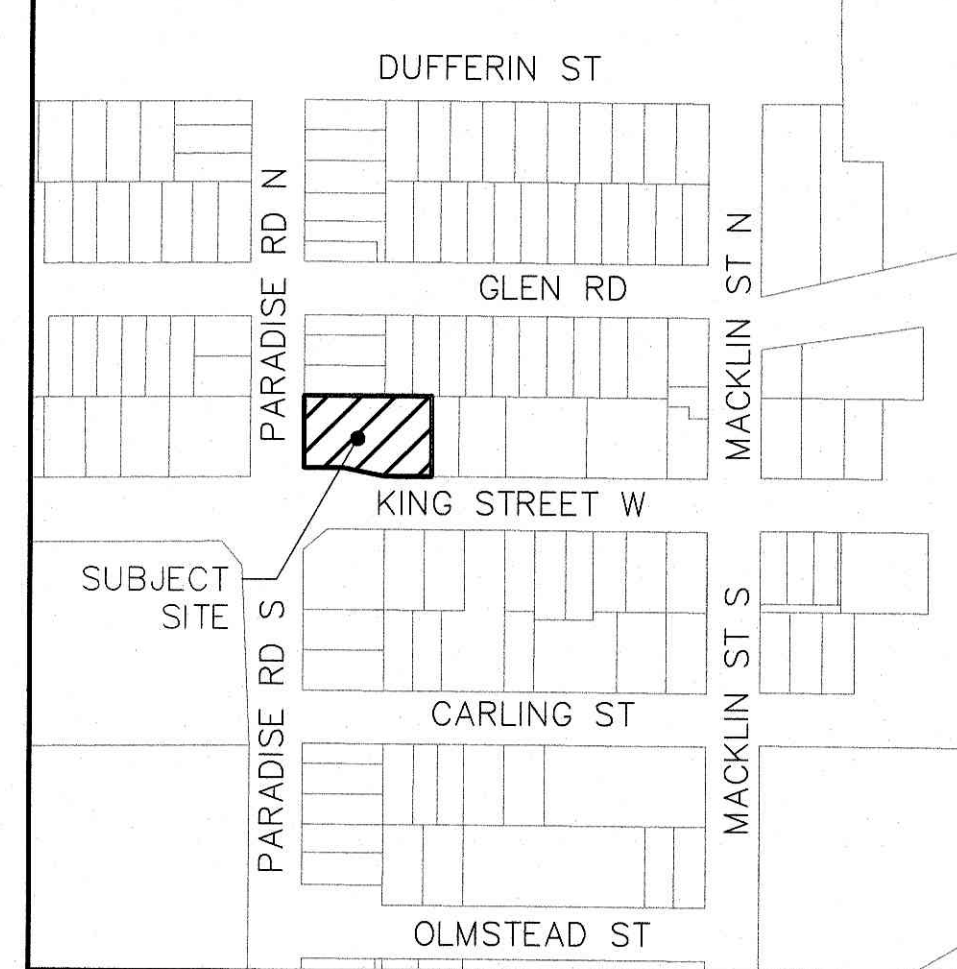 DUFFERIN ST
PARADISE RD N
GLEN RD
MACKLIN ST N
KING STREET W
SUBJECT
SITE
PARADISE RD S
MACKLIN ST S
CARLING ST
OLMSTEAD ST